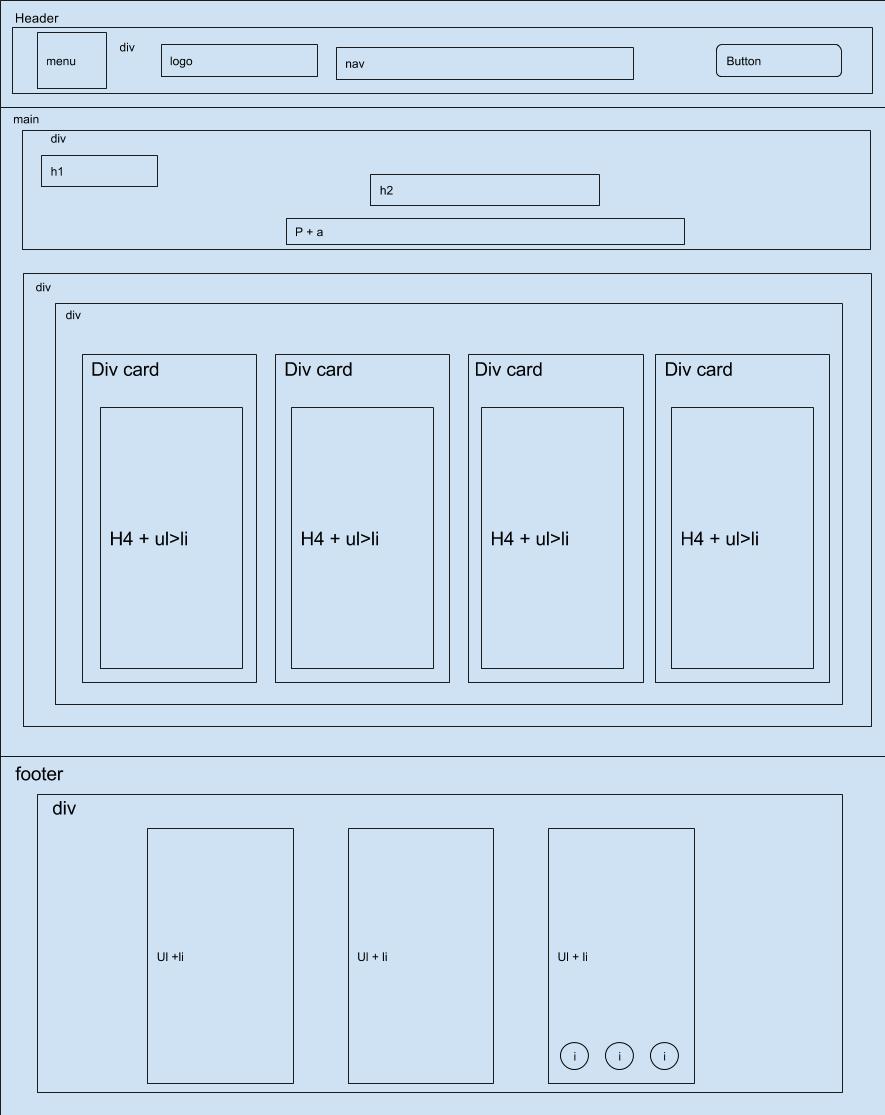 Header
menu
div
logo
nav
Button
main
div
h1
h2
P + a
div
div
Div card
Div card
Div card
Div card
H4 + ul>li
H4 + ul>li
H4 + ul>li
H4 + ul>li
footer
div
Ul +li
Ul + li
Ul + li
i
i
i